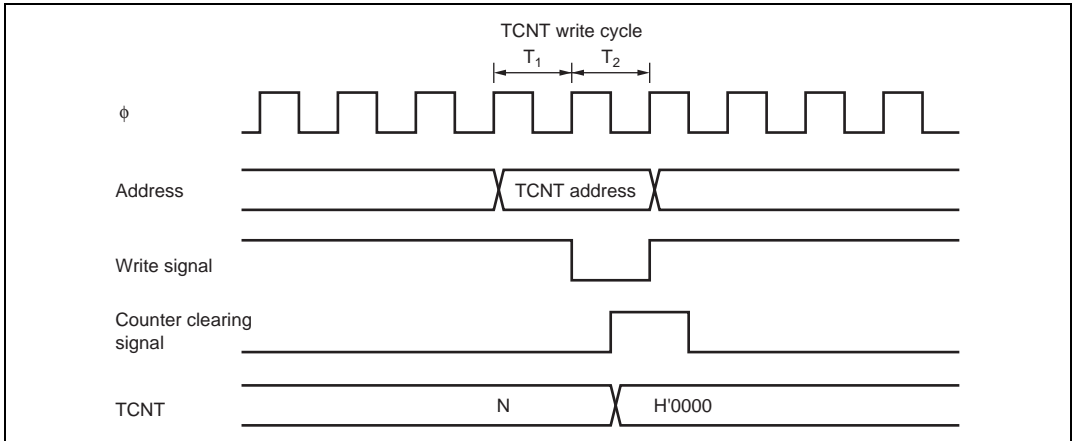 TCNT write cycle
T1 T2
ϕ
Address
TCNT address
Write signal
Counter clearing
signal
TCNT
N
H'0000